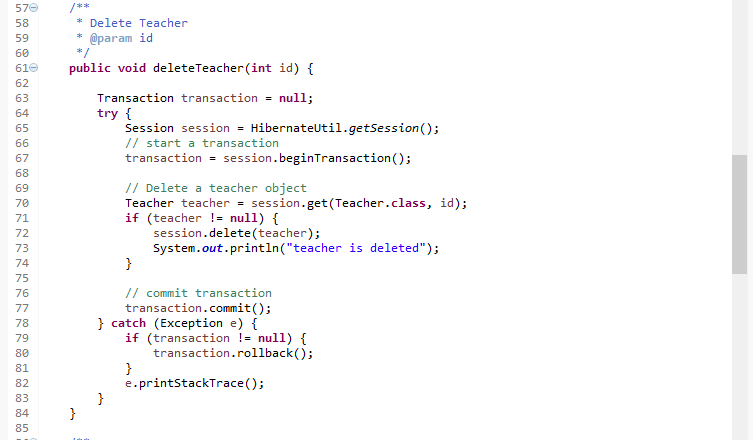 57 /**
58 * Delete Teacher
59 * @param id
60 */
61 public void deleteTeacher(int id) {
62
63 Transaction transaction = null;
64 try {
65 Session session = HibernateUtil.getSession();
66 // start a transaction
67 transaction = session.beginTransaction();
68
69 // Delete a teacher object
70 Teacher teacher = session.get(Teacher.class, id);
71 if (teacher != null) {
72 session.delete(teacher);
73 System.out.println("teacher is deleted");
74 }
75
76 // commit transaction
77 transaction.commit();
78 } catch (Exception e) {
79 if (transaction != null) {
80 transaction.rollback();
81 }
82 e.printStackTrace();
83 }
84 }
85